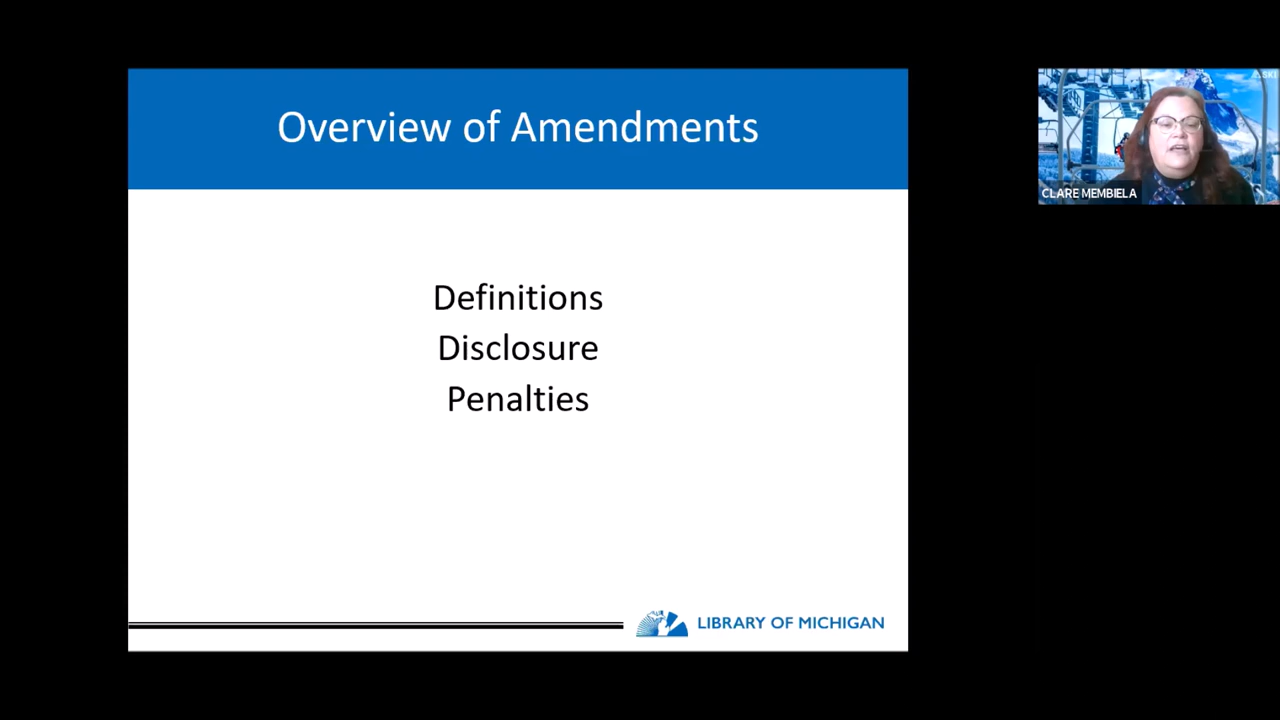 Overview of Amendments
Definitions
Disclosure
Penalties
LIBRARY OF MICHIGAN
CLARE MEMBIELA